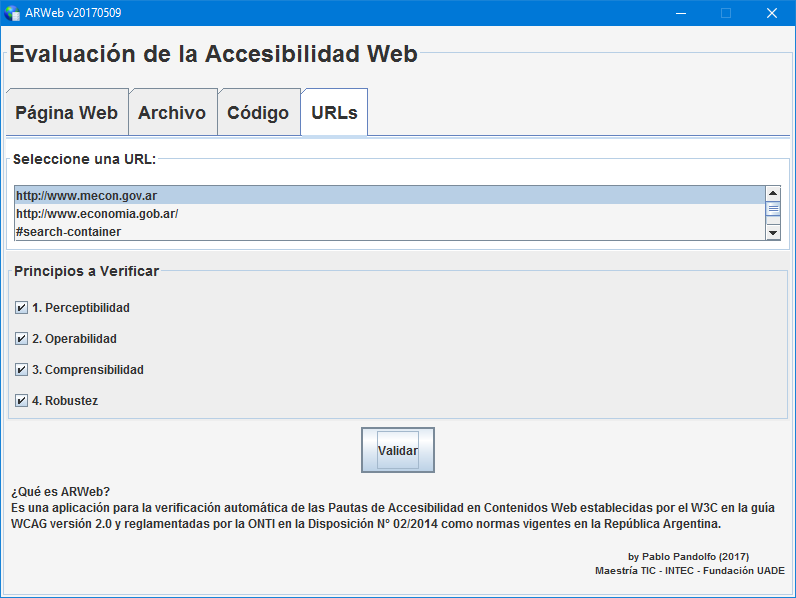 ARWeb v20170509
Evaluación de la Accesibilidad Web
Página Web Archivo Código URLs
Seleccione una URL:
http://www.mecon.gov.ar
http://www.economia.gob.ar/
#search-container
Principios a Verificar
1. Perceptibilidad
2. Operabilidad
3. Comprensibilidad
4. Robustez
Validar
¿Qué es ARWeb?
Es una aplicación para la verificación automática de las Pautas de Accesibilidad en Contenidos Web establecidas por el W3C en la guía
WCAG versión 2.0 y reglamentadas por la ONTI en la Disposición N° 02/2014 como normas vigentes en la República Argentina.
by Pablo Pandolfo (2017)
Maestría TIC - INTEC - Fundación UADE